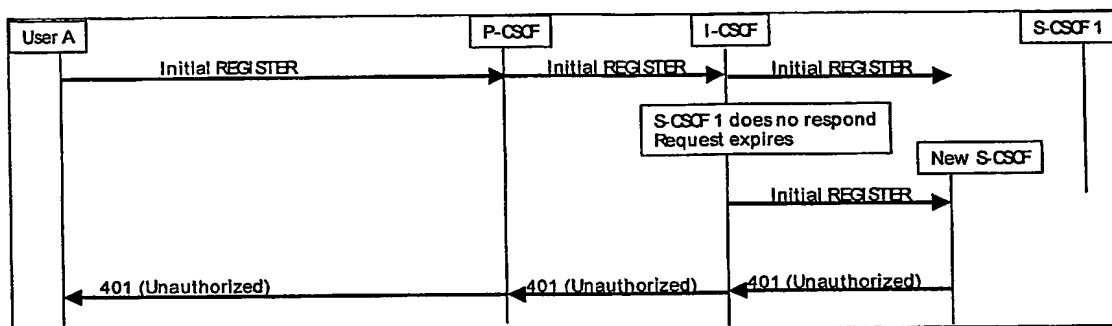 User A
P-CSCF
I-CSCF
S-CSCF 1
Initial REGISTER
Initial REGISTER
Initial REGISTER
S-CSCF 1 does no respond
Request expires
New S-CSCF
Initial REGISTER
401 (Unauthorized)
401 (Unauthorized)
401 (Unauthorized)